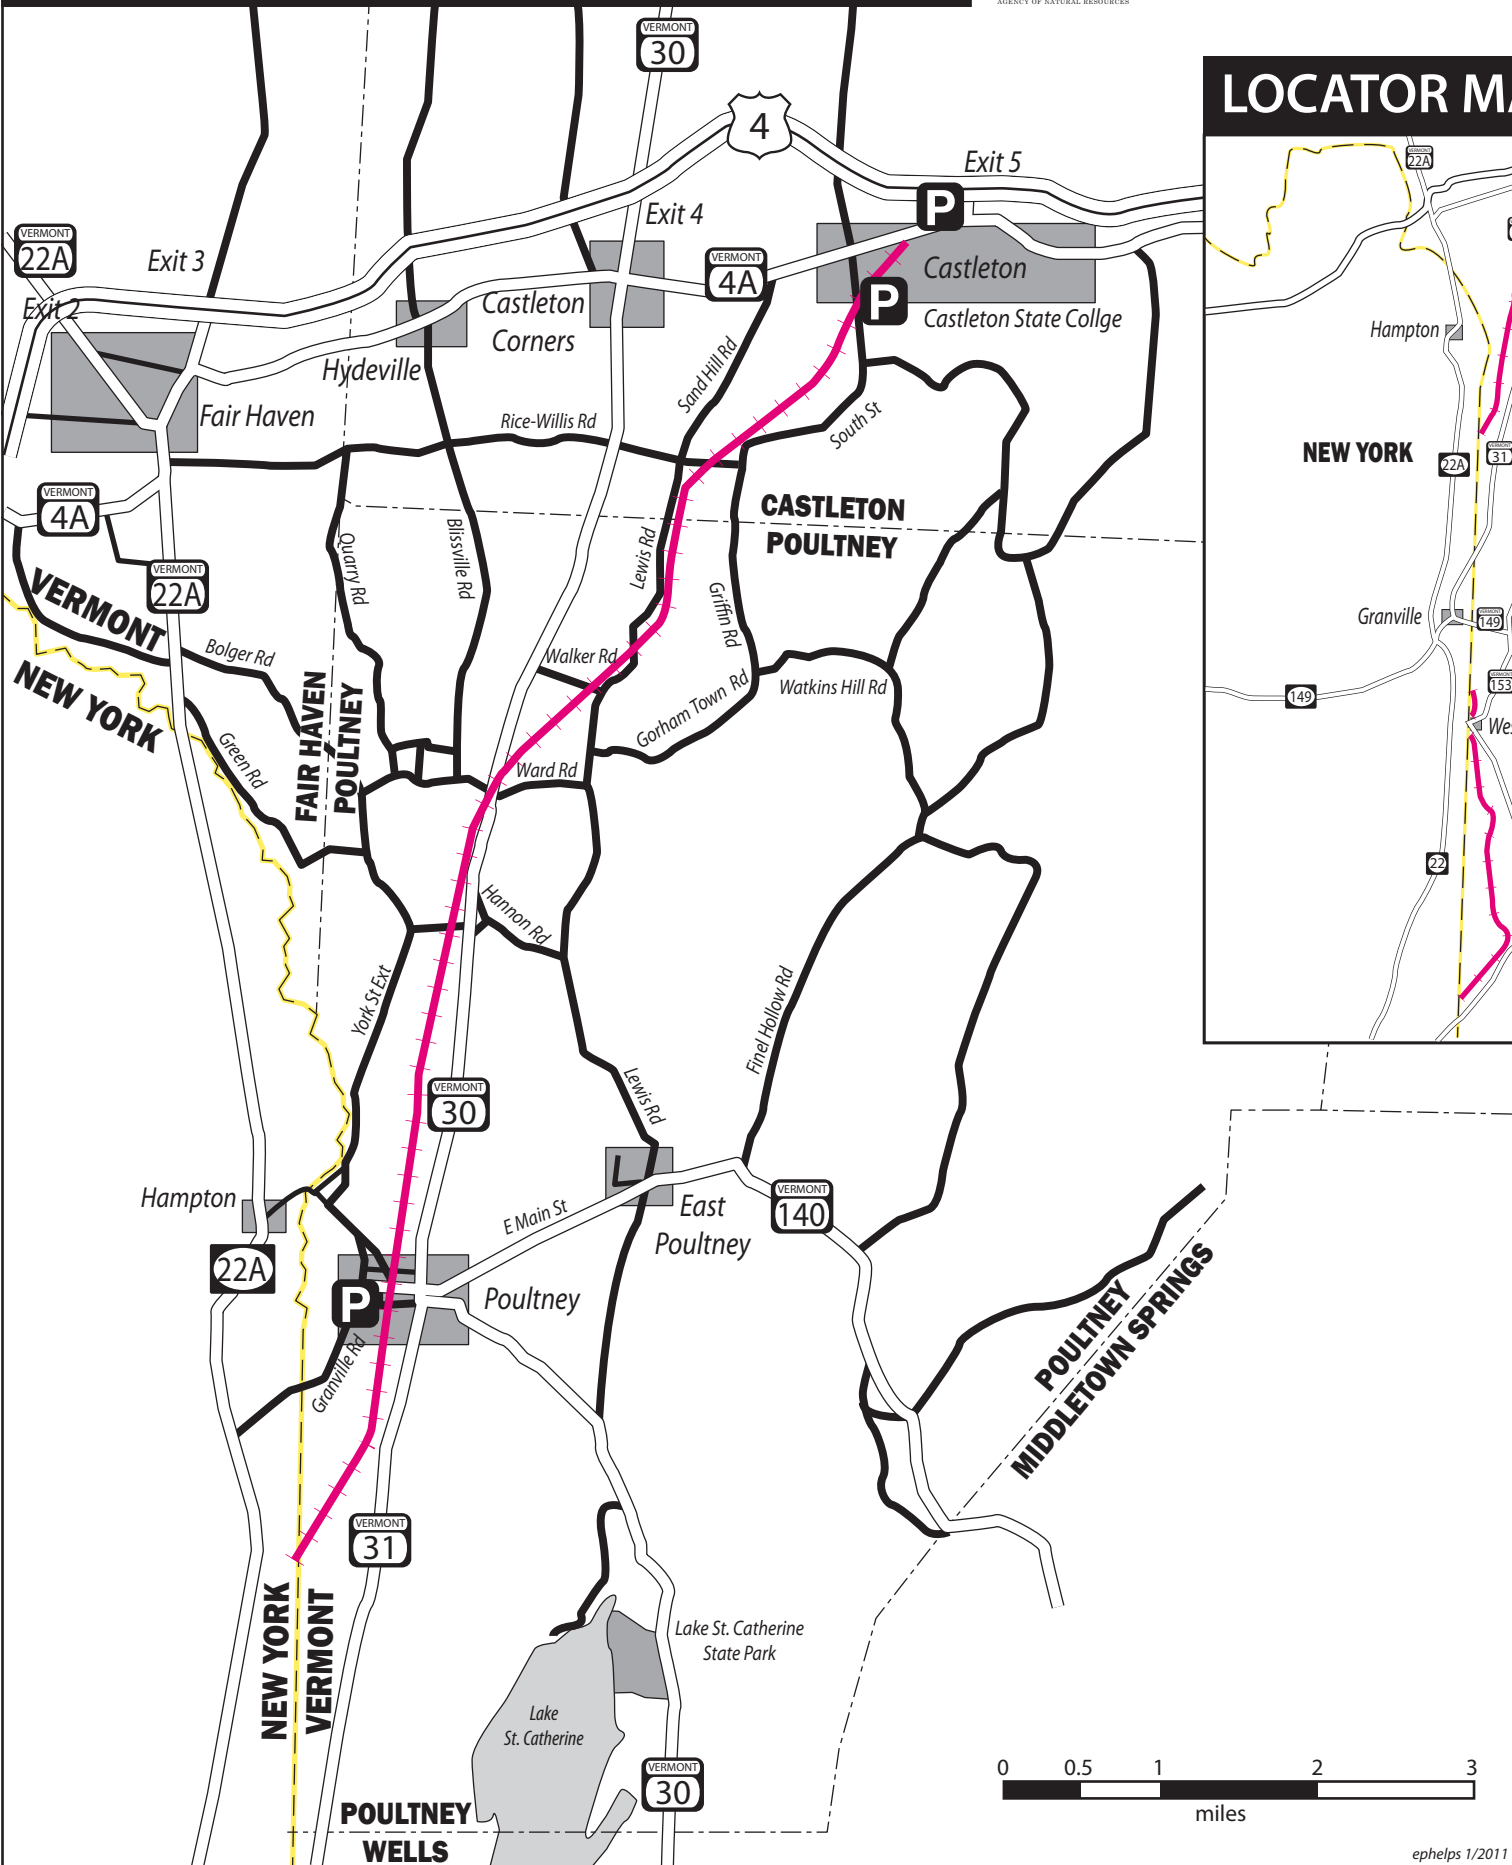 AGENCY OF NATURAL RESOURCES
VERMONT
30
4
LOCATOR MA
VERMONT
22A
Exit 5
P
Exit 4
VERMONT
22A
Exit 3
VERMONT
4A
Castleton
Exit 2
Castleton
Corners
P
Castleton State Collge
Hampton
Hydeville
Sand Hill Rd
Fair Haven
Rice-Willis Rd
South St
NEW YORK
22A
VERMONT
31
VERMONT
4A
CASTLETON
POULTNEY
Quarry Rd
Blissville Rd
Lewis Rd
Griffin Rd
VERMONT
22A
VERMONT
NEW YORK
Bolger Rd
Walker Rd
Gorham Town Rd
Watkins Hill Rd
Granville
VERMONT
149
VERMONT
153
149
Wes
Green Rd
FAIR HAVEN
POULTNEY
Ward Rd
22
Hannon Rd
York St Ext
Finel Hollow Rd
VERMONT
30
Lewis Rd
Hampton
E Main St
East
Poultney
VERMONT
140
22A
P
Poultney
Granville Rd
POULTNEY
MIDDLETOWN SPRINGS
VERMONT
31
NEW YORK
VERMONT
Lake St. Catherine
State Park
Lake
St. Catherine
VERMONT
30
POULTNEY
WELLS
0 0.5 1 2 3
miles
ephelps 1/2011